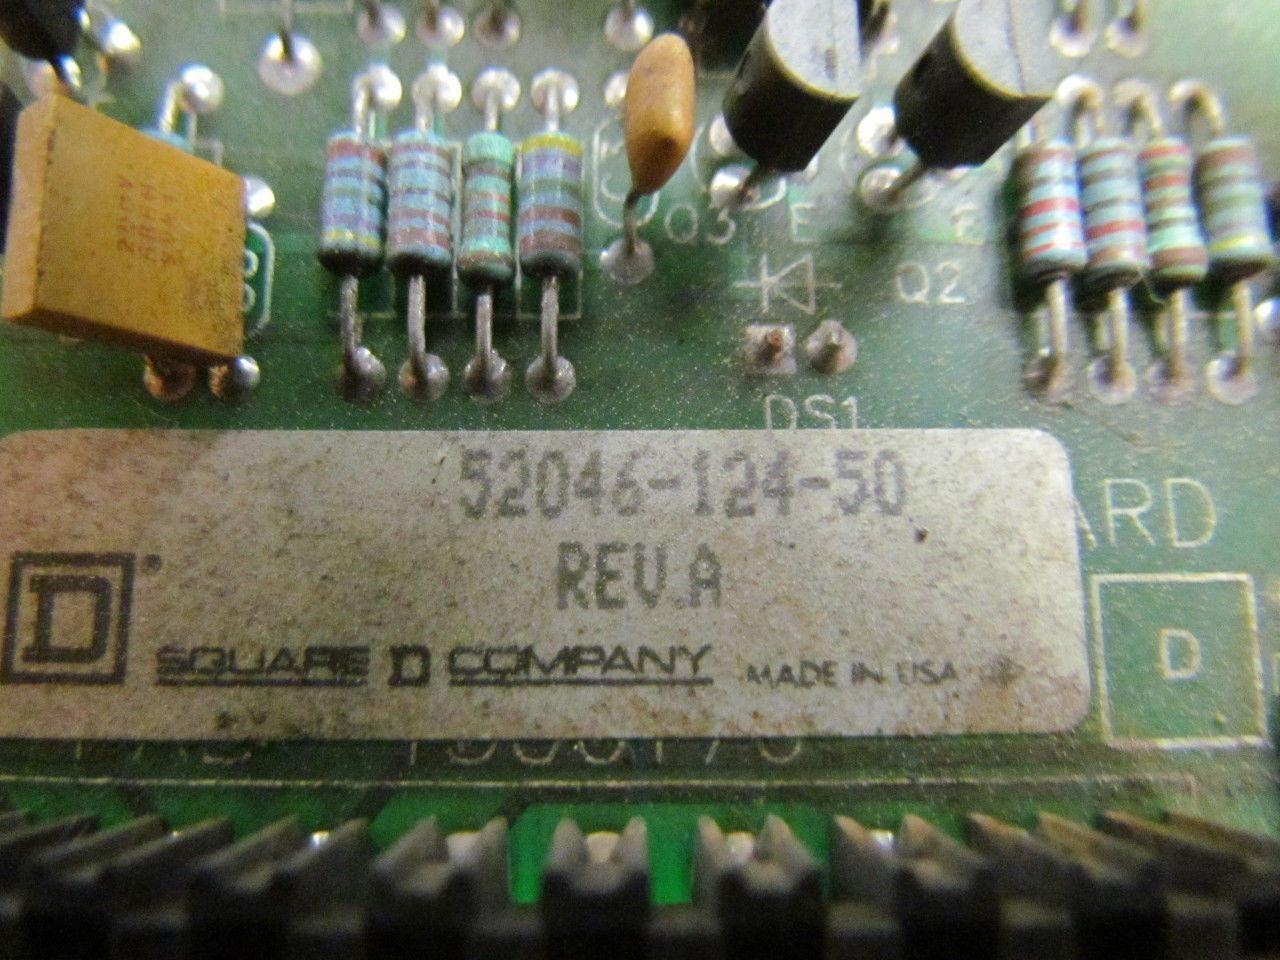 Q3
E
E
Q2
DS1
52046-124-50
REV.A
ARD
D
D
SQUARE D COMPANY MADE IN USA